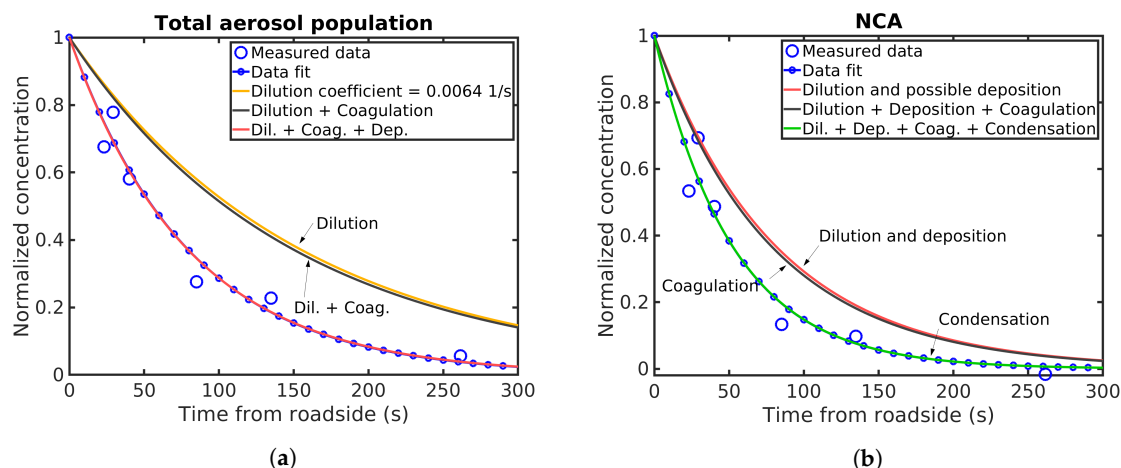 Total aerosol population
Measured data
Data fit
Dilution coefficient = 0.0064 1/s
Dilution + Coagulation
Dil. + Coag. + Dep.
Normalized concentration
1
0.8
0.6
0.4
0.2
0
Dilution
Dil. + Coag.
0 50 100 150 200 250 300
Time from roadside (s)
(a)
NCA
Measured data
Data fit
Dilution and possible deposition
Dilution + Deposition + Coagulation
Dil. + Dep. + Coag. + Condensation
Normalized concentration
1
0.8
0.6
0.4
0.2
0
Dilution and deposition
Coagulation
Condensation
0 50 100 150 200 250 300
Time from roadside (s)
(b)